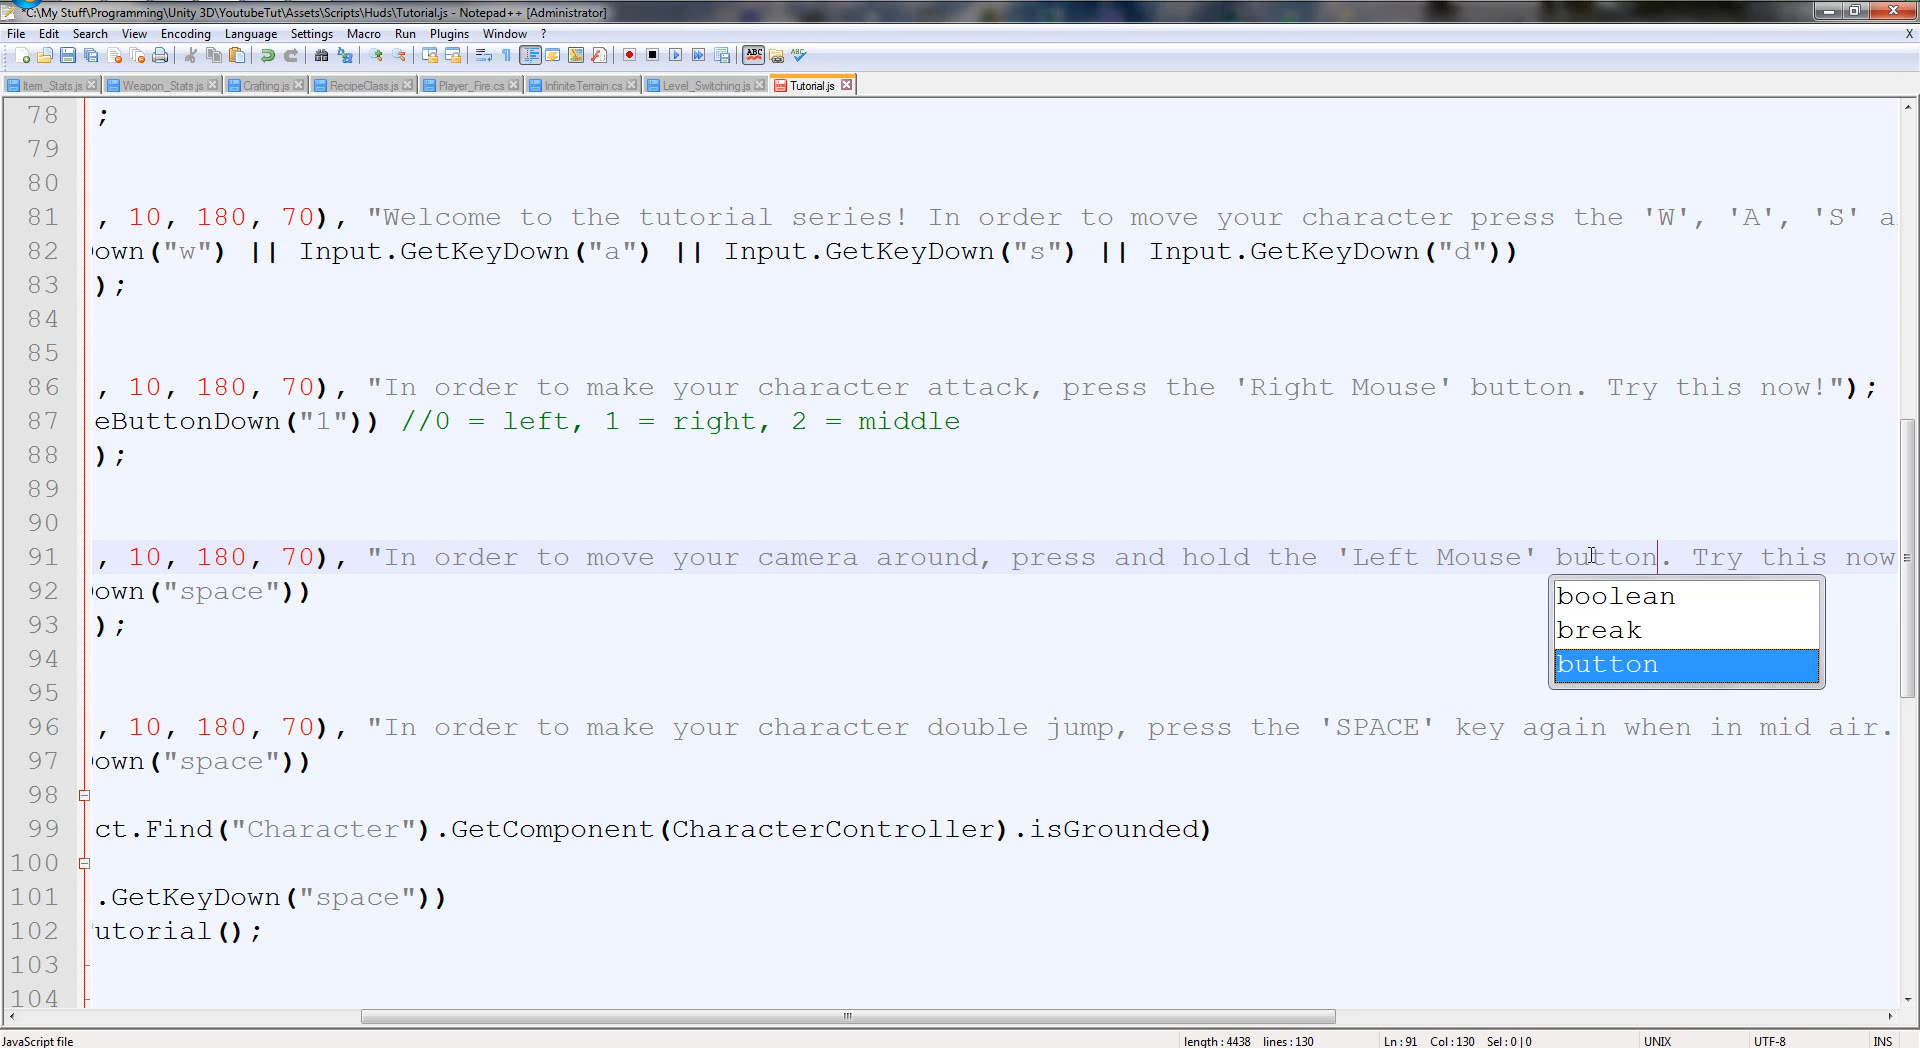 *C:\My Stuff\Programming\Unity 3D\YoutubeTut\Assets\Scripts\Huds\Tutorial.js - Notepad++ [Administrator]
File Edit Search View Encoding Language Settings Macro Run Plugins Window ? X
Item_Stats.js Weapon_Stats.js Crafting.js RecipeClass.js Player_Fire.cs InfiniteTerrain.cs Level_Switching.js Tutorial.js
78 ;
79
80
81 , 10, 180, 70), "Welcome to the tutorial series! In order to move your character press the 'W', 'A', 'S' a
82 own("w") || Input.GetKeyDown("a") || Input.GetKeyDown("s") || Input.GetKeyDown("d"))
83 );
84
85
86 , 10, 180, 70), "In order to make your character attack, press the 'Right Mouse' button. Try this now!");
87 eButtonDown("1")) //0 = left, 1 = right, 2 = middle
88 );
89
90
91 , 10, 180, 70), "In order to move your camera around, press and hold the 'Left Mouse' button. Try this now
92 own("space"))
boolean
93 );
break
94
button
95
96 , 10, 180, 70), "In order to make your character double jump, press the 'SPACE' key again when in mid air.
97 own("space"))
98
99 ct.Find("Character").GetComponent(CharacterController).isGrounded)
100
101 .GetKeyDown("space"))
102 utorial();
103
104
JavaScript file length : 4438 lines : 130 Ln : 91 Col : 130 Sel : 0 | 0 UNIX UTF-8 INS